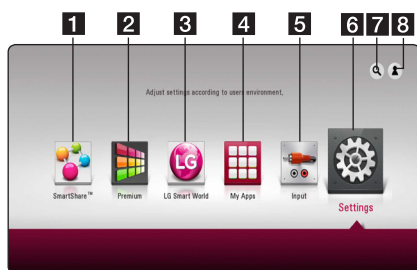 1 2 3 4 5 6 7 8
Adjust settings according to users environment.
LG
SmartShare™ Premium LG Smart World My Apps Input
Settings